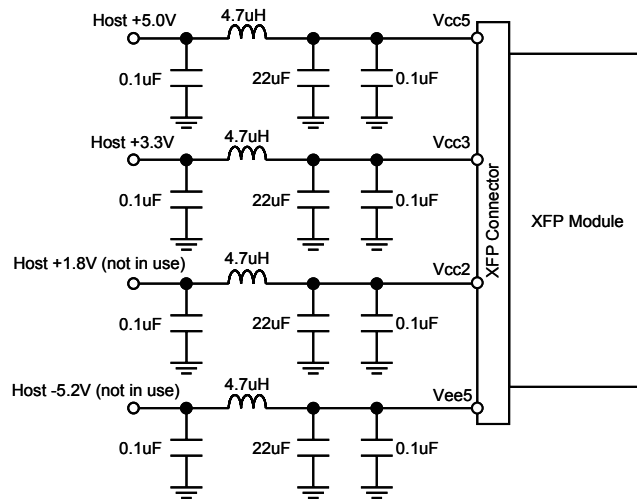 Host +5.0V
4.7uH
Vcc5
0.1uF
22uF
0.1uF
Host +3.3V
4.7uH
Vcc3
0.1uF
22uF
0.1uF
XFP Connector
XFP Module
Host +1.8V (not in use)
4.7uH
Vcc2
0.1uF
22uF
0.1uF
Host -5.2V (not in use)
4.7uH
Vee5
0.1uF
22uF
0.1uF